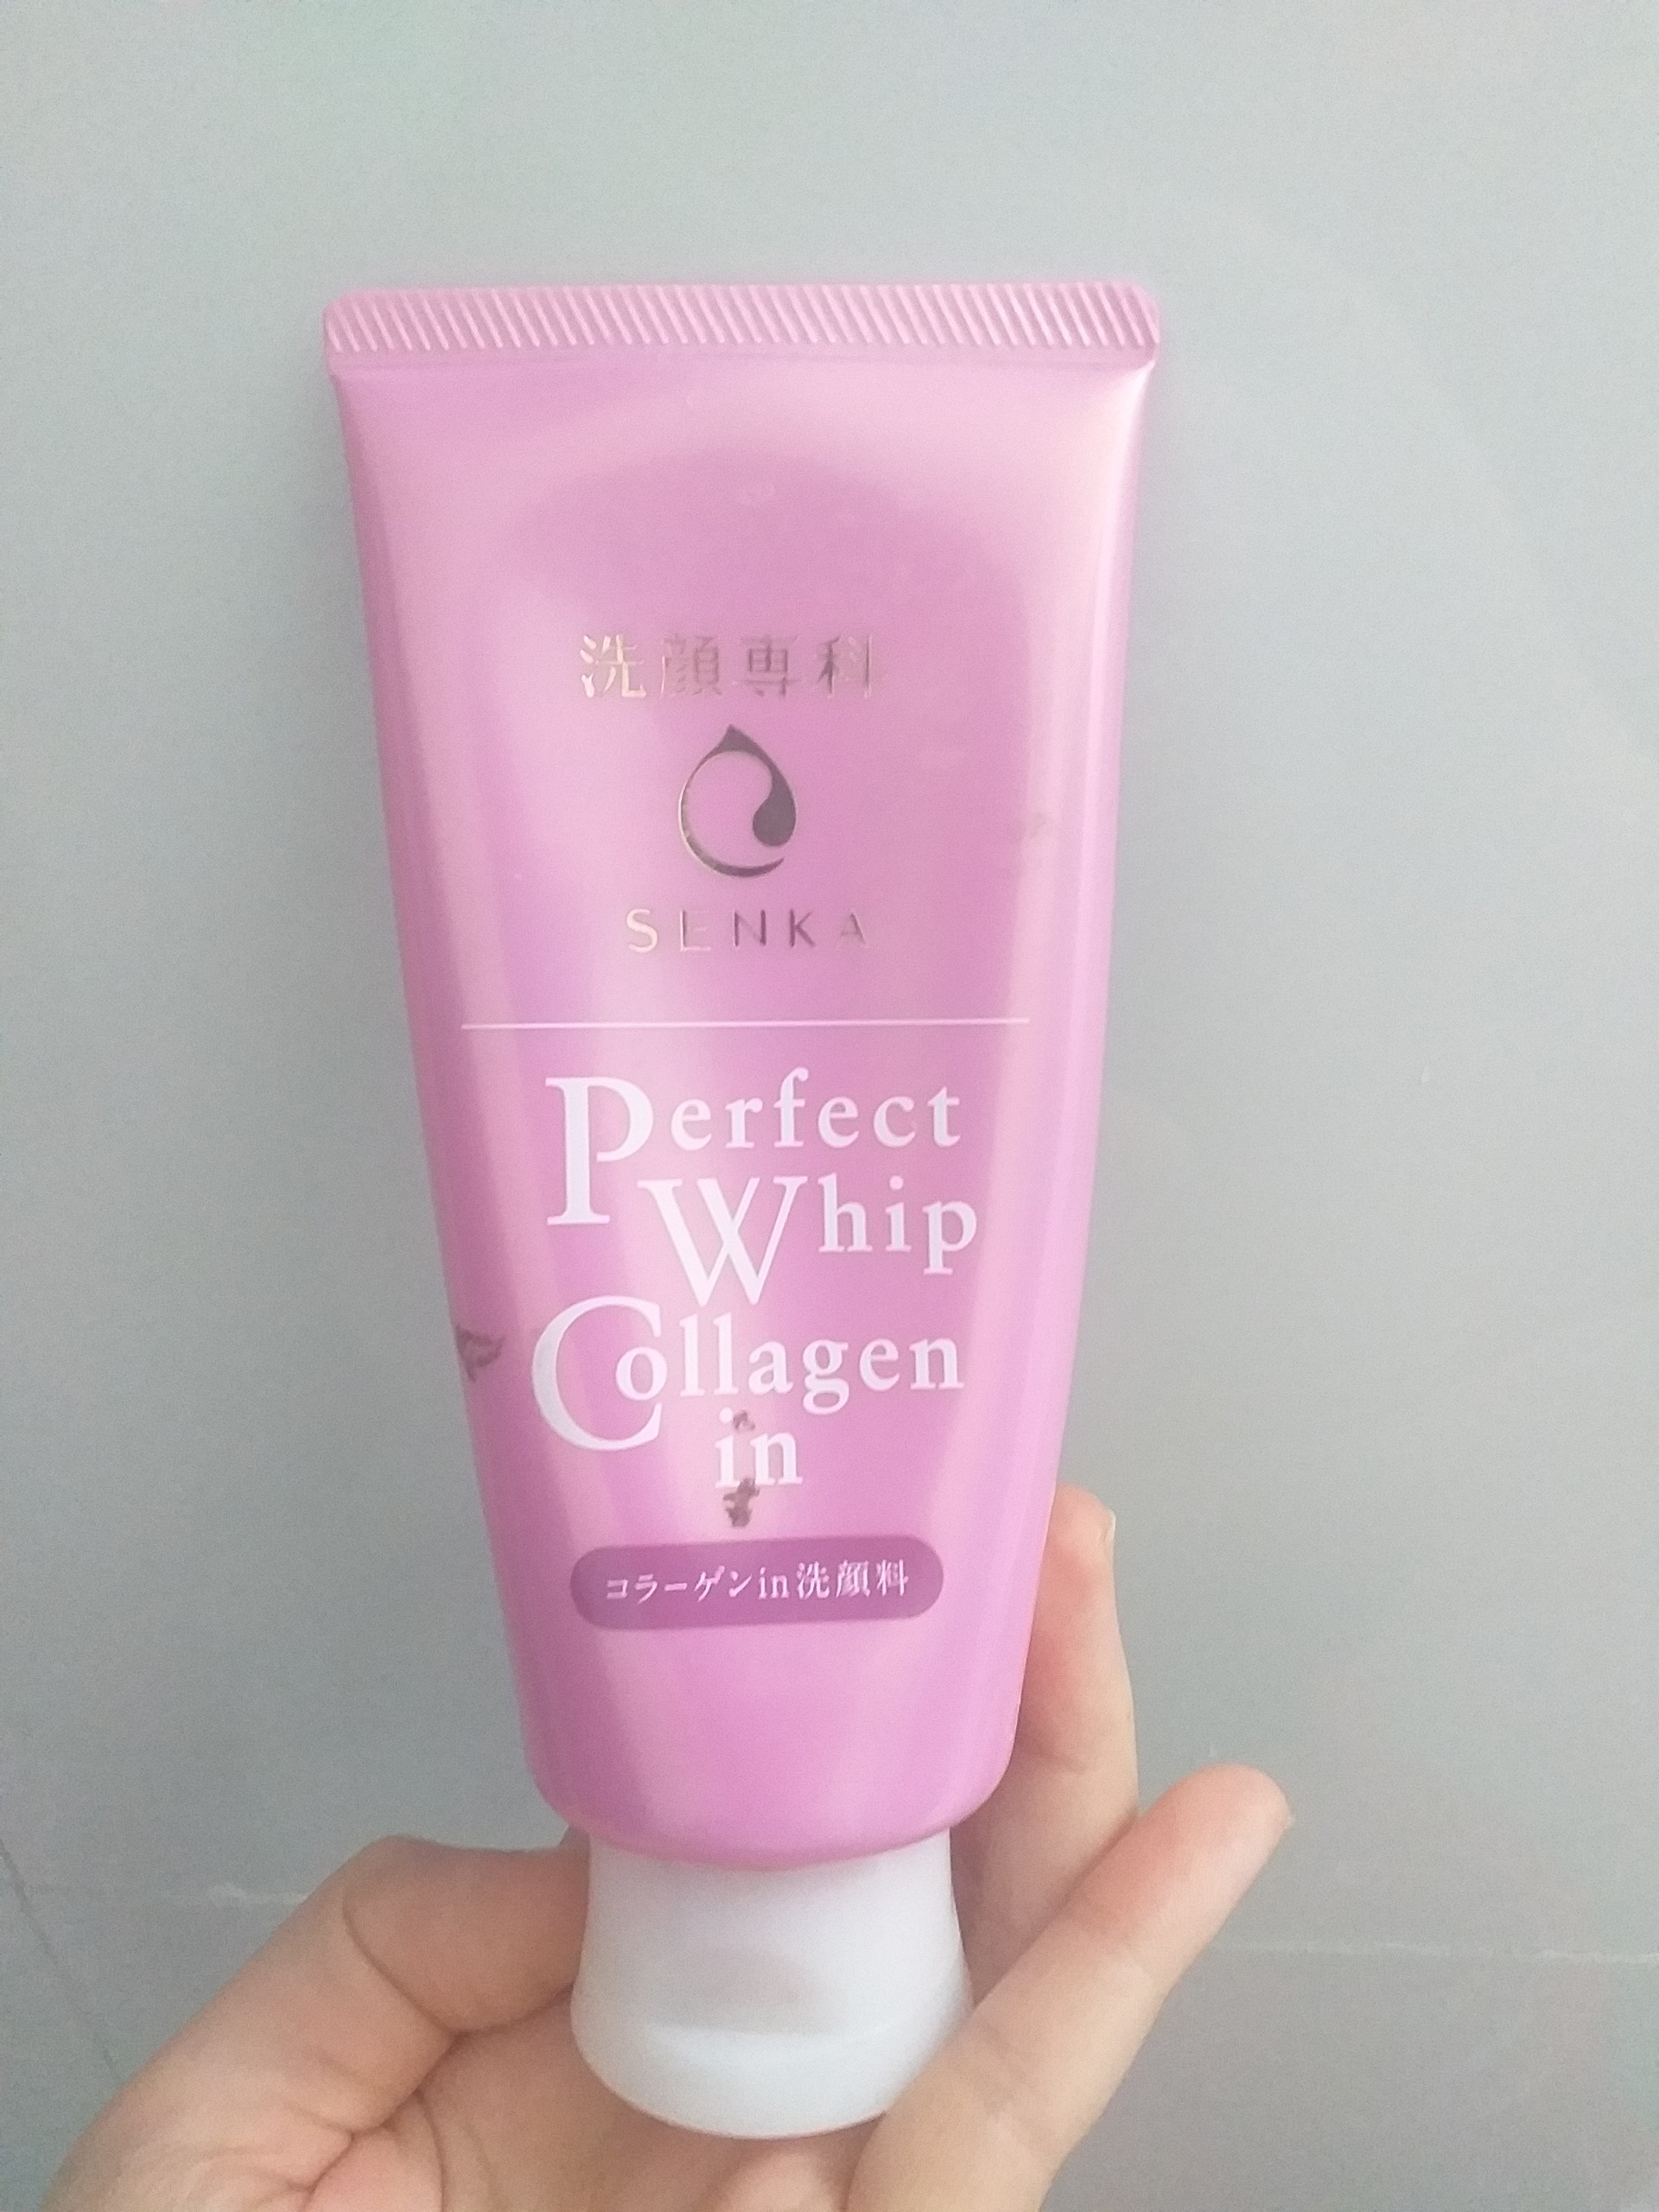 洗顔専科
SENKA
Perfect
Whip
Collagen
in
コラーゲンin洗顔料